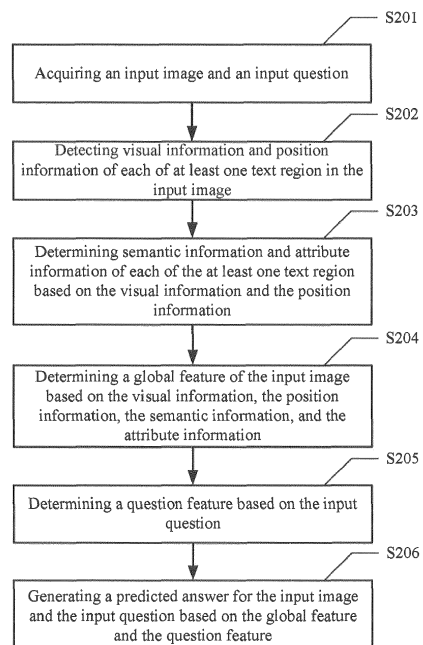 S201
Acquiring an input image and an input question
S202
Detecting visual information and position
information of each of at least one text region in the
input image
S203
Determining semantic information and attribute
information of each of the at least one text region
based on the visual information and the position
information
S204
Determining a global feature of the input image
based on the visual information, the position
information, the semantic information, and the
attribute information
S205
Determining a question feature based on the input
question
S206
Generating a predicted answer for the input image
and the input question based on the global feature
and the question feature